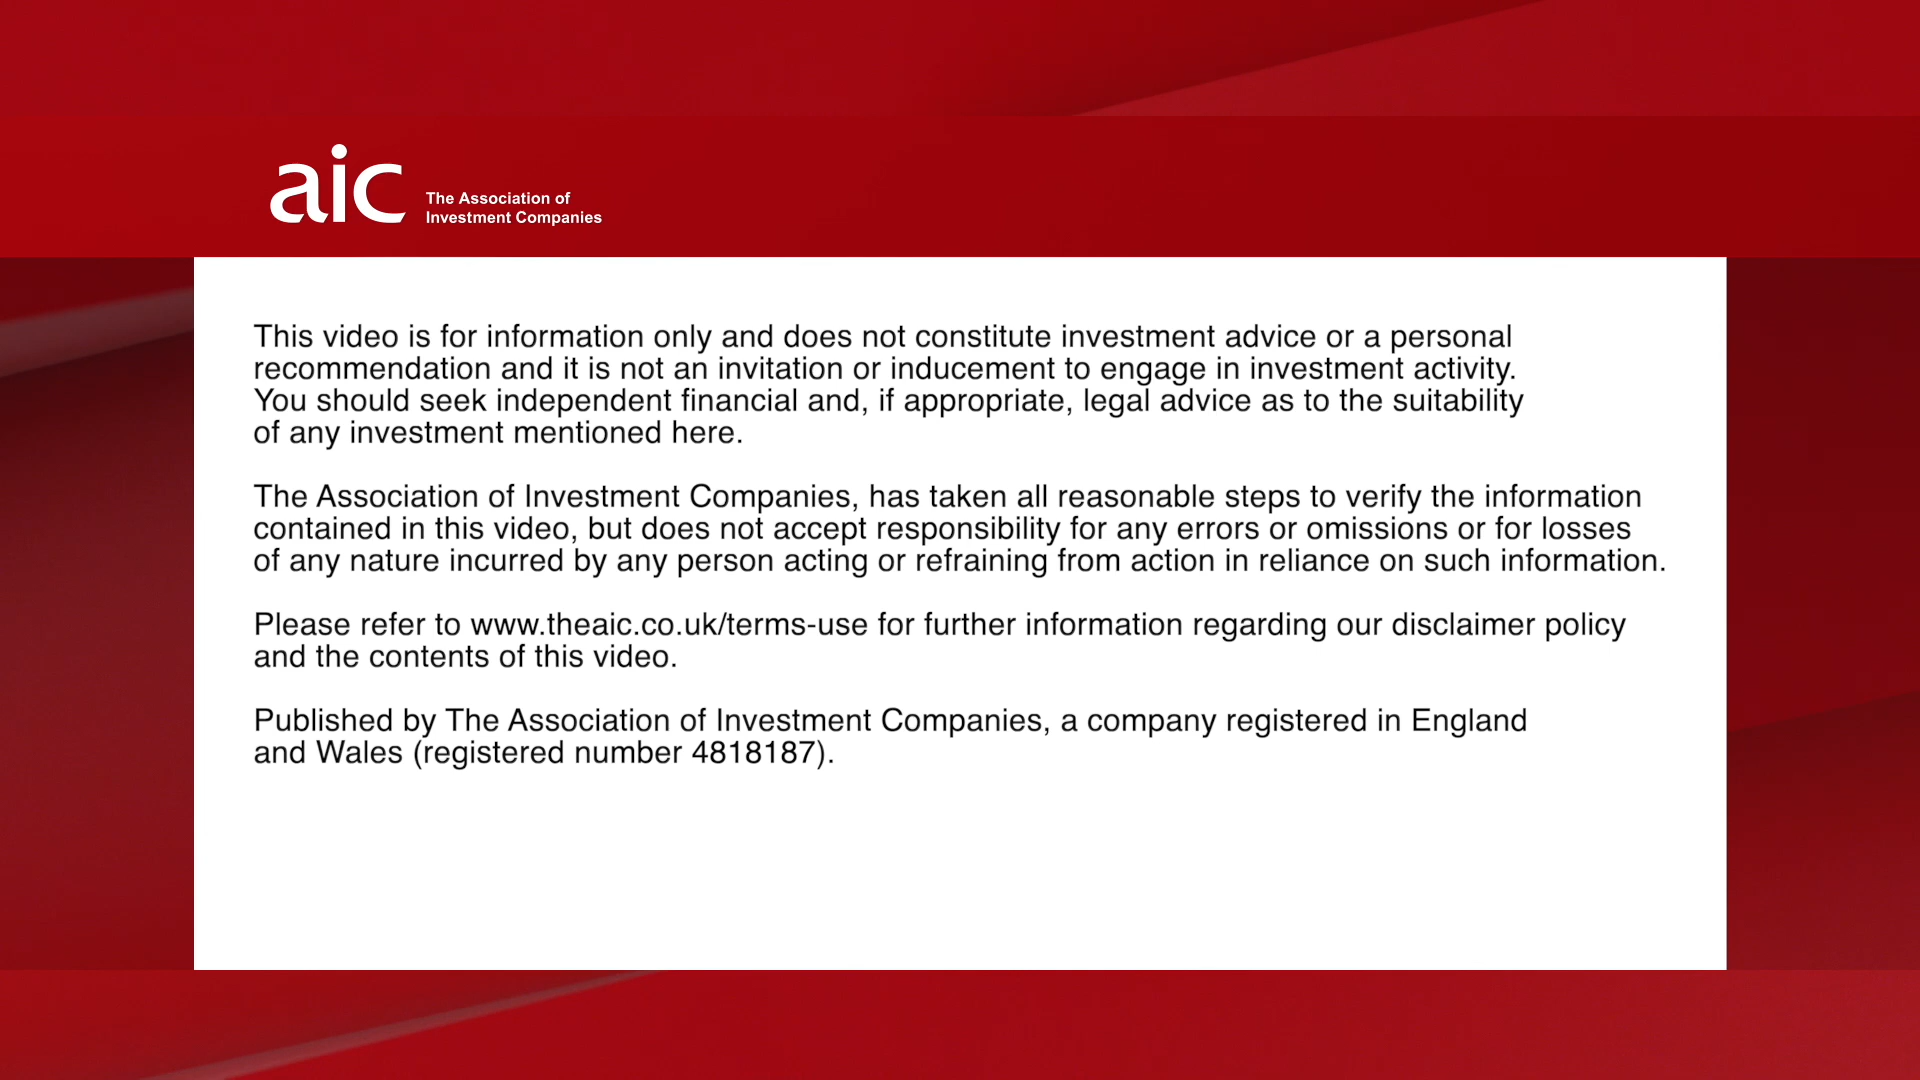 aic
The Association of
Investment Companies
This video is for information only and does not constitute investment advice or a personal
recommendation and it is not an invitation or inducement to engage in investment activity.
You should seek independent financial and, if appropriate, legal advice as to the suitability
of any investment mentioned here.
The Association of Investment Companies, has taken all reasonable steps to verify the information
contained in this video, but does not accept responsibility for any errors or omissions or for losses
of any nature incurred by any person acting or refraining from action in reliance on such information.
Please refer to www.theaic.co.uk/terms-use for further information regarding our disclaimer policy
and the contents of this video.
Published by The Association of Investment Companies, a company registered in England
and Wales (registered number 4818187).